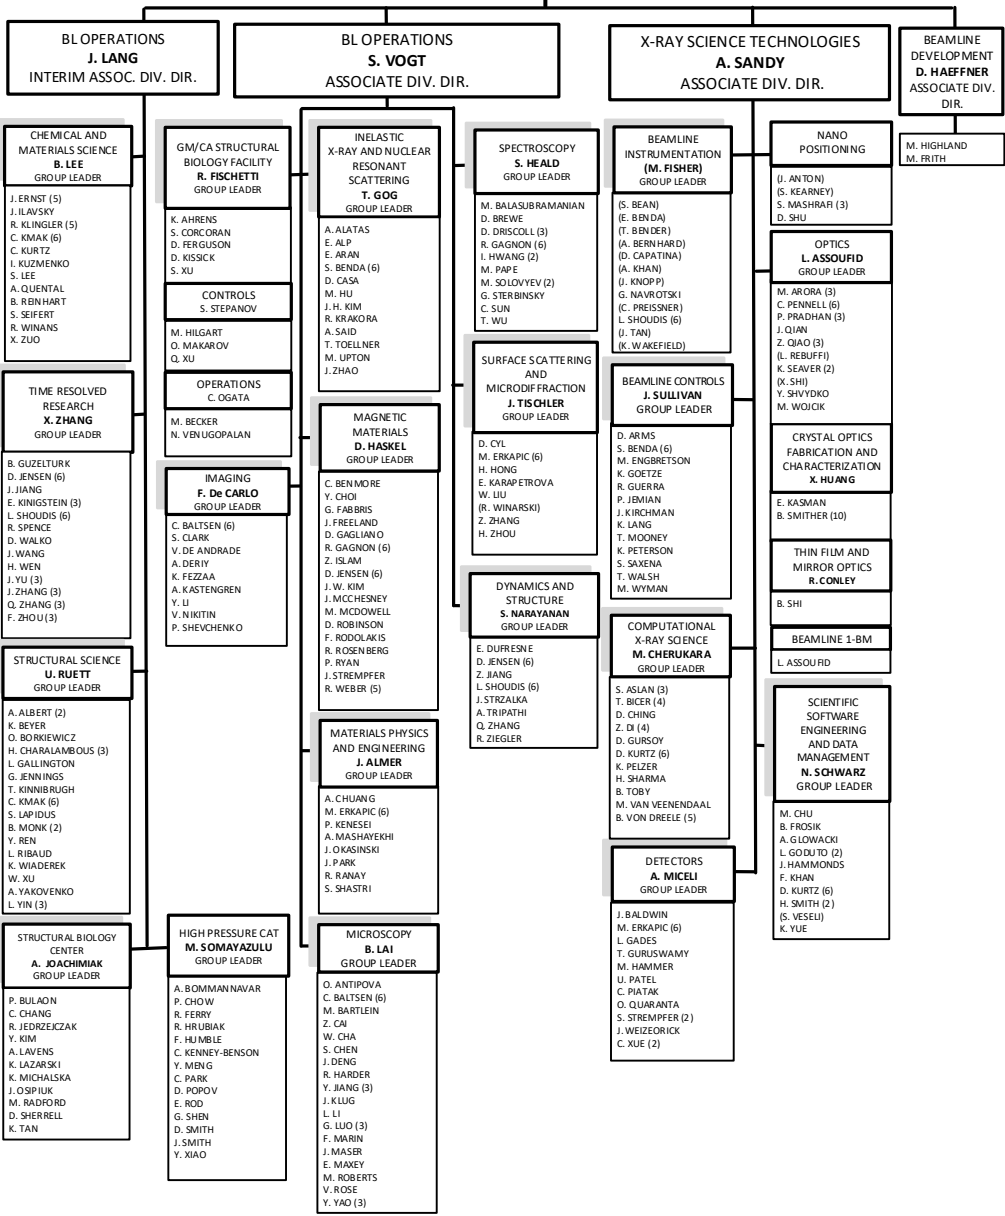 BL OPERATIONS
J. LANG
INTERIM ASSOC. DIV. DIR.
BL OPERATIONS
S. VOGT
ASSOCIATE DIV. DIR.
X-RAY SCIENCE TECHNOLOGIES
A. SANDY
ASSOCIATE DIV. DIR.
BEAMLINE
DEVELOPMENT
D. HAEFFNER
ASSOCIATE DIV.
DIR.
M. HIGHLAND
M. FRITH
CHEMICAL AND
MATERIALS SCIENCE
B. LEE
GROUP LEADER
J. ERNST (5)
J. ILAVSKY
R. KLINGLER (5)
C. KMAK (6)
C. KURTZ
I. KUZMENKO
S. LEE
A. QUENTAL
B. REINHART
S. SEIFERT
R. WINANS
X. ZUO
TIME RESOLVED
RESEARCH
X. ZHANG
GROUP LEADER
B. GUZELTURK
D. JENSEN (6)
J. JIANG
E. KINIGSTEIN (3)
L. SHOUDIS (6)
R. SPENCE
D. WALKO
J. WANG
H. WEN
J. YU (3)
J. ZHANG (3)
Q. ZHANG (3)
F. ZHOU (3)
STRUCTURAL SCIENCE
U. RUETT
GROUP LEADER
A. ALBERT (2)
K. BEYER
O. BORKIEWICZ
H. CHARALAMBOUS (3)
L. GALLINGTON
G. JENNINGS
T. KINNIBRUGH
C. KMAK (6)
S. LAPIDUS
B. MONK (2)
Y. REN
L. RIBAUD
K. WIADEREK
W. XU
A. YAKOVENKO
L. YIN (3)
STRUCTURAL BIOLOGY
CENTER
A. JOACHIMIAK
GROUP LEADER
P. BULAON
C. CHANG
R. JEDRZEJCZAK
Y. KIM
A. LAVENS
K. LAZARSKI
K. MICHALSKA
J. OSIPIUK
M. RADFORD
D. SHERRELL
K. TAN
GM/CA STRUCTURAL
BIOLOGY FACILITY
R. FISCHETTI
GROUP LEADER
K. AHRENS
S. CORCORAN
D. FERGUSON
D. KISSICK
S. XU
CONTROLS
S. STEPANOV
M. HILGART
O. MAKAROV
Q. XU
OPERATIONS
C. OGATA
M. BECKER
N. VENUGOPALAN
IMAGING
F. De CARLO
GROUP LEADER
C. BALTSEN (6)
S. CLARK
V. DE ANDRADE
A. DERIY
K. FEZZAA
A. KASTENGREN
Y. LI
V. NIKITIN
P. SHEVCHENKO
HIGH PRESSURE CAT
M. SOMAYAZULU
GROUP LEADER
A. BOMMANNAVAR
P. CHOW
R. FERRY
R. HRUBIAK
F. HUMBLE
C. KENNEY-BENSON
Y. MENG
C. PARK
D. POPOV
E. ROD
G. SHEN
D. SMITH
J. SMITH
Y. XIAO
INELASTIC
X-RAY AND NUCLEAR
RESONANT
SCATTERING
T. GOG
GROUP LEADER
A. ALATAS
E. ALP
E. ARAN
S. BENDA (6)
D. CASA
M. HU
J.H. KIM
R. KRAKORA
A. SAID
T. TOELLNER
M. UPTON
J. ZHAO
MAGNETIC
MATERIALS
D. HASKEL
GROUP LEADER
C. BENMORE
Y. CHOI
G. FABBRIS
J. FREELAND
D. GAGLIANO
R. GAGNON (6)
Z. ISLAM
D. JENSEN (6)
J. W. KIM
J. MCCHESNEY
M. MCDOWELL
D. ROBINSON
F. RODOLAKIS
R. ROSENBERG
P. RYAN
J. STREMPFER
R. WEBER (5)
MATERIALS PHYSICS
AND ENGINEERING
J. ALMER
GROUP LEADER
A. CHUANG
M. ERKAPIC (6)
P. KENESEI
A. MASHAYEKHI
J. OKASINSKI
J. PARK
R. RANAY
S. SHASTRI
MICROSCOPY
B. LAI
GROUP LEADER
O. ANTIPOVA
C. BALTSEN (6)
M. BARTLEIN
Z. CAI
W. CHA
S. CHEN
J. DENG
R. HARDER
Y. JIANG (3)
J. KLUG
L. LI
G. LUO (3)
F. MARIN
J. MASER
E. MAXEY
M. ROBERTS
V. ROSE
Y. YAO (3)
SPECTROSCOPY
S. HEALD
GROUP LEADER
M. BALASUBRAMANIAN
D. BREWE
D. DRISCOLL (3)
R. GAGNON (6)
I. HWANG (2)
M. PAPE
M. SOLOVYEV (2)
G. STERBINSKY
C. SUN
T. WU
SURFACE SCATTERING
AND
MICRODIFFRACTION
J. TISCHLER
GROUP LEADER
D. CYL
M. ERKAPIC (6)
H. HONG
E. KARAPETROVA
W. LIU
(R. WINARSKI)
Z. ZHANG
H. ZHOU
DYNAMICS AND
STRUCTURE
S. NARAYANAN
GROUP LEADER
E. DUFRESNE
D. JENSEN (6)
Z. JIANG
L. SHOUDIS (6)
J. STRZALKA
A. TRIPATHI
Q. ZHANG
R. ZIEGLER
BEAMLINE
INSTRUMENTATION
(M. FISHER)
GROUP LEADER
(S. BEAN)
(E. BENDA)
(T. BENDER)
(A. BERNHARD)
(D. CAPATINA)
(A. KHAN)
(J. KNOPP)
G. NAVROTSKI
(C. PREISSNER)
L. SHOUDIS (6)
(J. TAN)
(K. WAKEFIELD)
BEAMLINE CONTROLS
J. SULLIVAN
GROUP LEADER
D. ARMS
S. BENDA (6)
M. ENGBRETSON
K. GOETZE
R. GUERRA
P. JEMIAN
J. KIRCHMAN
K. LANG
T. MOONEY
K. PETERSON
S. SAXENA
T. WALSH
M. WYMAN
COMPUTATIONAL
X-RAY SCIENCE
M. CHERUKARA
GROUP LEADER
S. ASLAN (3)
T. BICER (4)
D. CHING
Z. DI (4)
D. GURSOY
D. KURTZ (6)
K. PELZER
H. SHARMA
B. TOBY
M. VAN VEENENDAAL
B. VON DREELE (5)
DETECTORS
A. MICELI
GROUP LEADER
J. BALDWIN
M. ERKAPIC (6)
L. GADES
T. GURUSWAMY
M. HAMMER
U. PATEL
C. PIATAK
O. QUARANTA
S. STREMPFER (2)
J. WEIZEORICK
C. XUE (2)
NANO
POSITIONING
(J. ANTON)
(S. KEARNEY)
S. MASHRAFI (3)
D. SHU
OPTICS
L. ASSOUFID
GROUP LEADER
M. ARORA (3)
C. PENNELL (6)
P. PRADHAN (3)
J. QIAN
Z. QIAO (3)
(L. REBUFFI)
K. SEAVER (2)
(X. SHI)
Y. SHVYDKO
M. WOJCIK
CRYSTAL OPTICS
FABRICATION AND
CHARACTERIZATION
X. HUANG
E. KASMAN
B. SMITHER (10)
THIN FILM AND
MIRROR OPTICS
R. CONLEY
B. SHI
BEAMLINE 1-BM
L. ASSOUFID
SCIENTIFIC
SOFTWARE
ENGINEERING
AND DATA
MANAGEMENT
N. SCHWARZ
GROUP LEADER
M. CHU
B. FROSIK
A. GLOWACKI
L. GODUTO (2)
J. HAMMONDS
F. KHAN
D. KURTZ (6)
H. SMITH (2)
(S. VESELI)
K. YUE